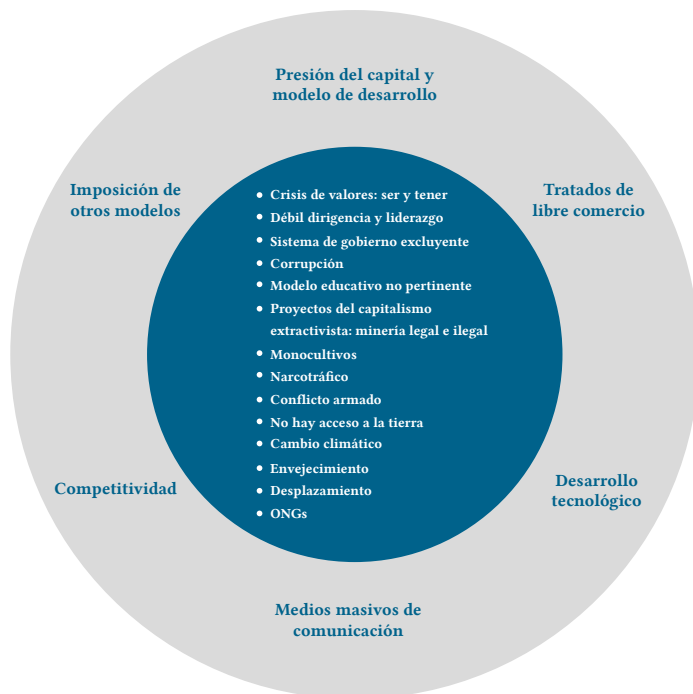 Presión del capital y
modelo de desarrollo
Imposición de
otros modelos
Tratados de
libre comercio
• Crisis de valores: ser y tener
• Débil dirigencia y liderazgo
• Sistema de gobierno excluyente
• Corrupción
• Modelo educativo no pertinente
• Proyectos del capitalismo
extractivista: minería legal e ilegal
• Monocultivos
• Narcotráfico
• Conflicto armado
• No hay acceso a la tierra
• Cambio climático
• Envejecimiento
• Desplazamiento
• ONGs
Competitividad
Desarrollo
tecnológico
Medios masivos de
comunicación